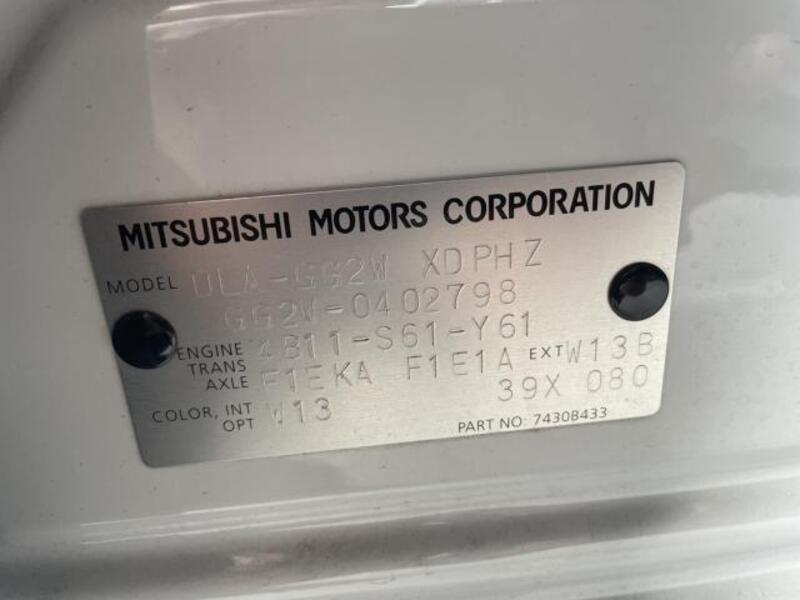 MITSUBISHI MOTORS CORPORATION
MODEL DLA-GG2W XDPHZ
GG2W-0402798
ENGINE 4B11-S61-Y61
TRANS AXLE F1EKA F1E1A EXT W13B
COLOR, INT OPT W13 39X 080
PART NO: 7430B433